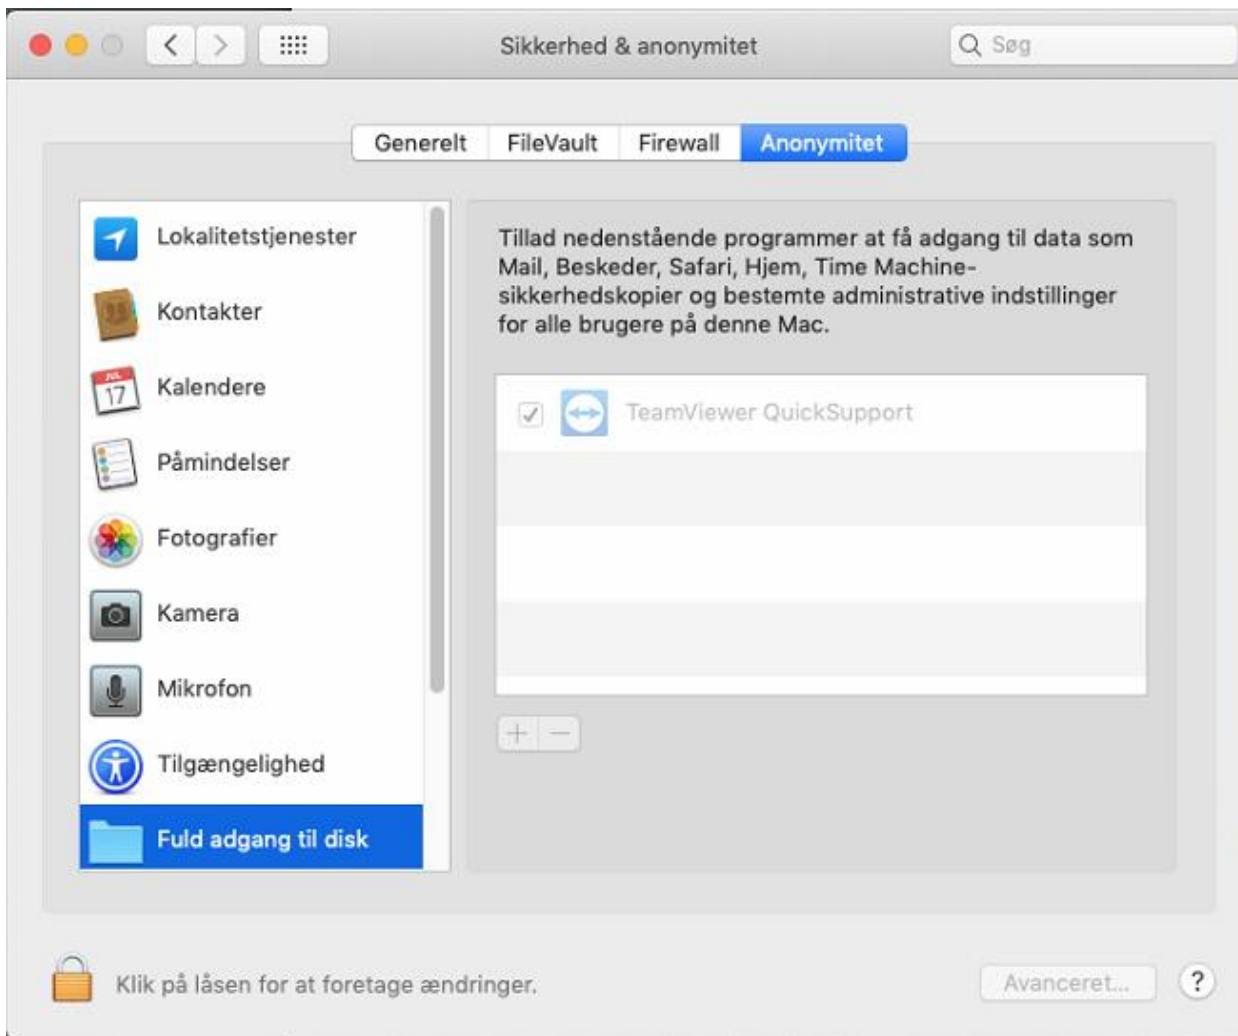 Sikkerhed & anonymitet
Søg
Generelt
FileVault
Firewall
Anonymitet
Lokalitetstjenester
Kontakter
JUL
17
Kalendere
Påmindelser
Fotografier
Kamera
Mikrofon
Tilgængelighed
Fuld adgang til disk
Tillad nedenstående programmer at få adgang til data som
Mail, Beskeder, Safari, Hjem, Time Machine-
sikkerhedskopier og bestemte administrative indstillinger
for alle brugere på denne Mac.
TeamViewer QuickSupport
+ −
Klik på låsen for at foretage ændringer.
Avanceret...
?